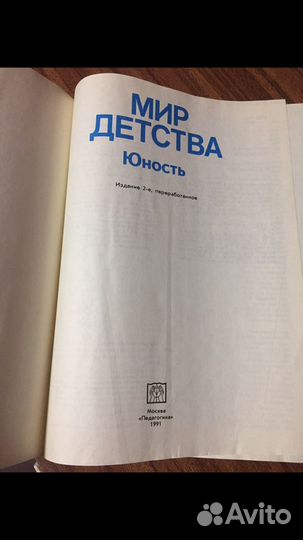 МИР
ДЕТСТВА
Юность
Издание 2-е, переработанное
Москва
«Педагогика»
1991
Avito